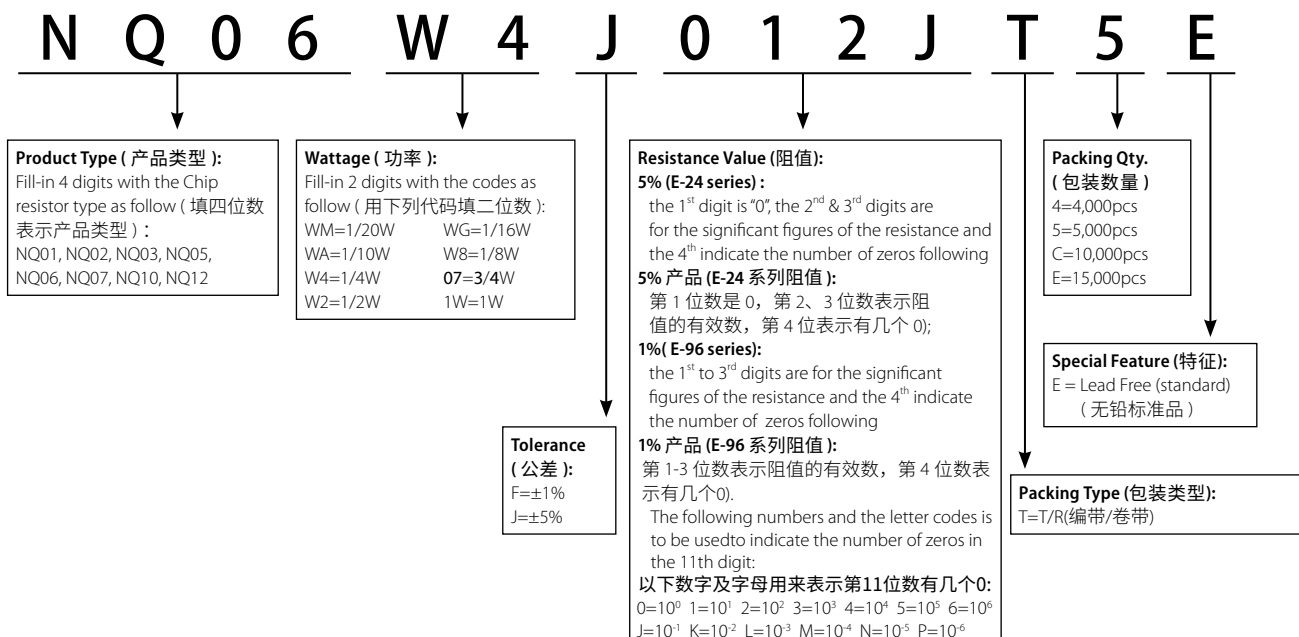 N Q 0 6 W 4 J 0 1 2 J T 5 E
Product Type ( 产品类型 ):
Fill-in 4 digits with the Chip
resistor type as follow ( 填四位数
表示产品类型 ) :
NQ01, NQ02, NQ03, NQ05,
NQ06, NQ07, NQ10, NQ12
Wattage ( 功率 ):
Fill-in 2 digits with the codes as
follow ( 用下列代码填二位数 ):
WM=1/20W WG=1/16W
WA=1/10W W8=1/8W
W4=1/4W 07=3/4W
W2=1/2W 1W=1W
Tolerance
( 公差 ):
F=±1%
J=±5%
Resistance Value (阻值):
5% (E-24 series) :
the 1st digit is “0”, the 2nd & 3rd digits are
for the significant figures of the resistance and
the 4th indicate the number of zeros following
5% 产品 (E-24 系列阻值 ) :
第 1 位数是 0，第 2、3 位数表示阻
值的有效数，第 4 位表示有几个 0);
1%( E-96 series):
the 1st to 3rd digits are for the significant
figures of the resistance and the 4th indicate
the number of zeros following
1% 产品 (E-96 系列阻值 ) :
第 1-3 位数表示阻值的有效数，第 4 位数表
示有几个0).
The following numbers and the letter codes is
to be usedto indicate the number of zeros in
the 11th digit:
以下数字及字母用来表示第11位数有几个0:
0=10⁰ 1=10¹ 2=10² 3=10³ 4=10⁴ 5=10⁵ 6=10⁶
J=10⁻¹ K=10⁻² L=10⁻³ M=10⁻⁴ N=10⁻⁵ P=10⁻⁶
Packing Qty.
( 包装数量 )
4=4,000pcs
5=5,000pcs
C=10,000pcs
E=15,000pcs
Special Feature (特征):
E = Lead Free (standard)
( 无铅标准品 )
Packing Type (包装类型):
T=T/R(编带/卷带)